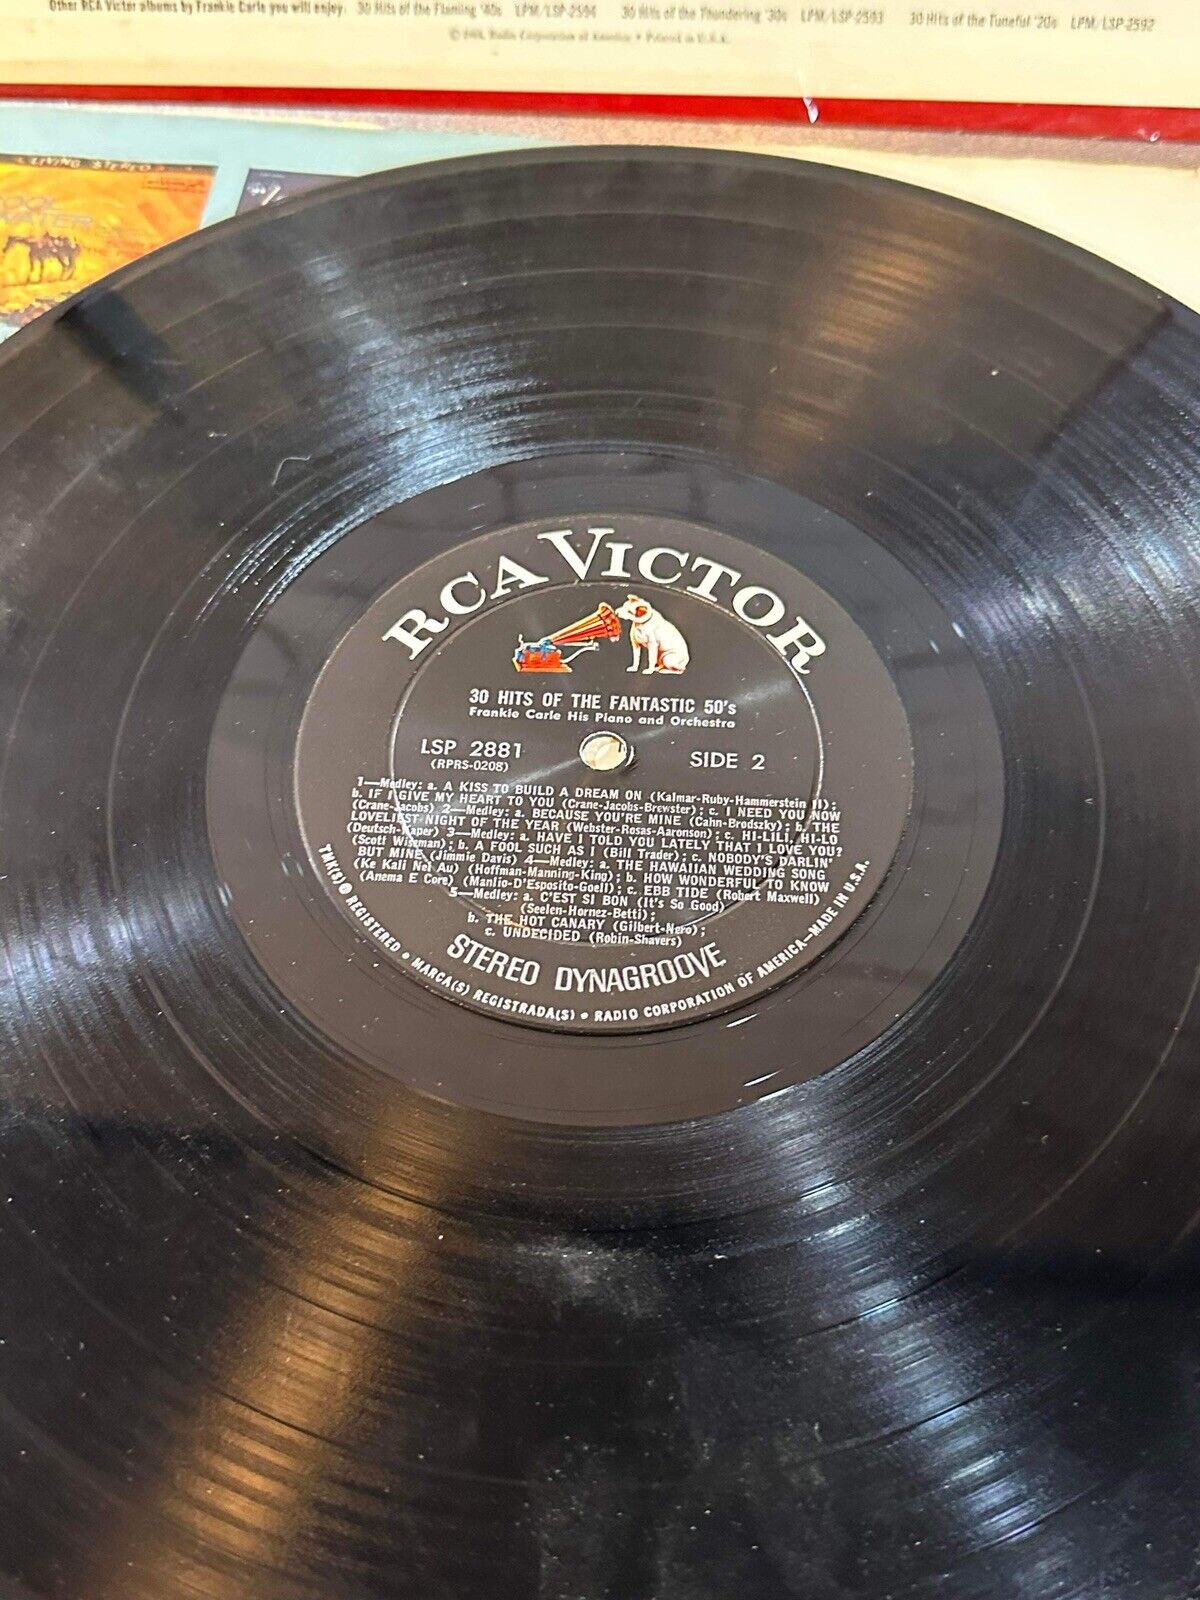 Other RCA Victor albums by Frankie Carle you will enjoy: 30 Hits of the Flaming '40s LPM/LSP-2594 30 Hits of the Thundering '30s LPM/LSP-2593 30 Hits of the Tuneful '20s LPM/LSP-2592
Radio Corporation of America • Printed in U.S.A.
LIVING STEREO
COOL
WATER
RCA VICTOR
30 HITS OF THE FANTASTIC 50's
Frankie Carle His Piano and Orchestra
LSP 2881
(RPRS-0208)
SIDE 2
1—Medley: a. A KISS TO BUILD A DREAM ON (Kalmar-Ruby-Hammerstein II);
b. IF I GIVE MY HEART TO YOU (Crane-Jacobs-Brewster); c. I NEED YOU NOW
(Crane-Jacobs) 2—Medley: a. BECAUSE YOU'RE MINE (Cahn-Brodszky); b. THE
LOVELIEST NIGHT OF THE YEAR (Webster-Rosas-Aaronson); c. HI-LILI, HI-LO
(Deutsch-Kaper) 3—Medley: a. HAVE I TOLD YOU LATELY THAT I LOVE YOU?
(Scott Wiseman); b. A FOOL SUCH AS I (Bill Trader); c. NOBODY'S DARLIN'
BUT MINE (Jimmie Davis) 4—Medley: a. THE HAWAIIAN WEDDING SONG
(Ke Kali Nei Au) (Hoffman-Manning-King); b. HOW WONDERFUL TO KNOW
(Anema E Core) (Manlio-D'Esposito-Goell); c. EBB TIDE (Robert Maxwell)
5—Medley: a. C'EST SI BON (It's So Good)
(Seelen-Hornez-Betti);
b. THE HOT CANARY (Gilbert-Nero);
c. UNDECIDED (Robin-Shavers)
STEREO DYNAGROOVE
TMK(S) ® REGISTERED • MARCA(S) REGISTRADA(S) • RADIO CORPORATION OF AMERICA—MADE IN U.S.A.